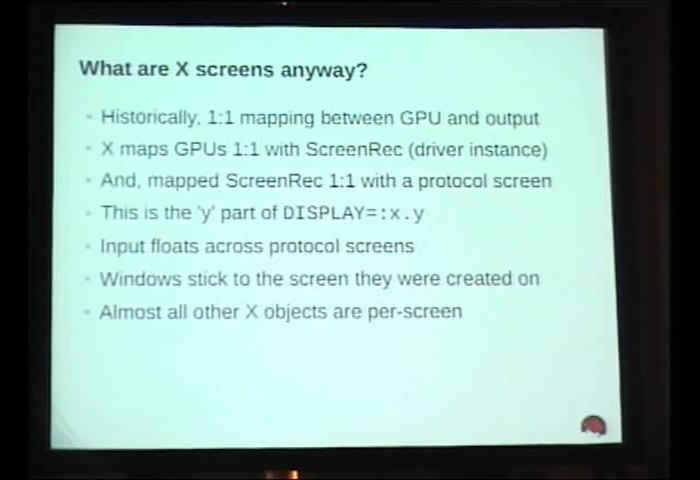 What are X screens anyway?
Historically, 1:1 mapping between GPU and output
X maps GPUs 1:1 with ScreenRec (driver instance)
And, mapped ScreenRec 1:1 with a protocol screen
This is the 'y' part of DISPLAY=:x.y
Input floats across protocol screens
Windows stick to the screen they were created on
Almost all other X objects are per-screen